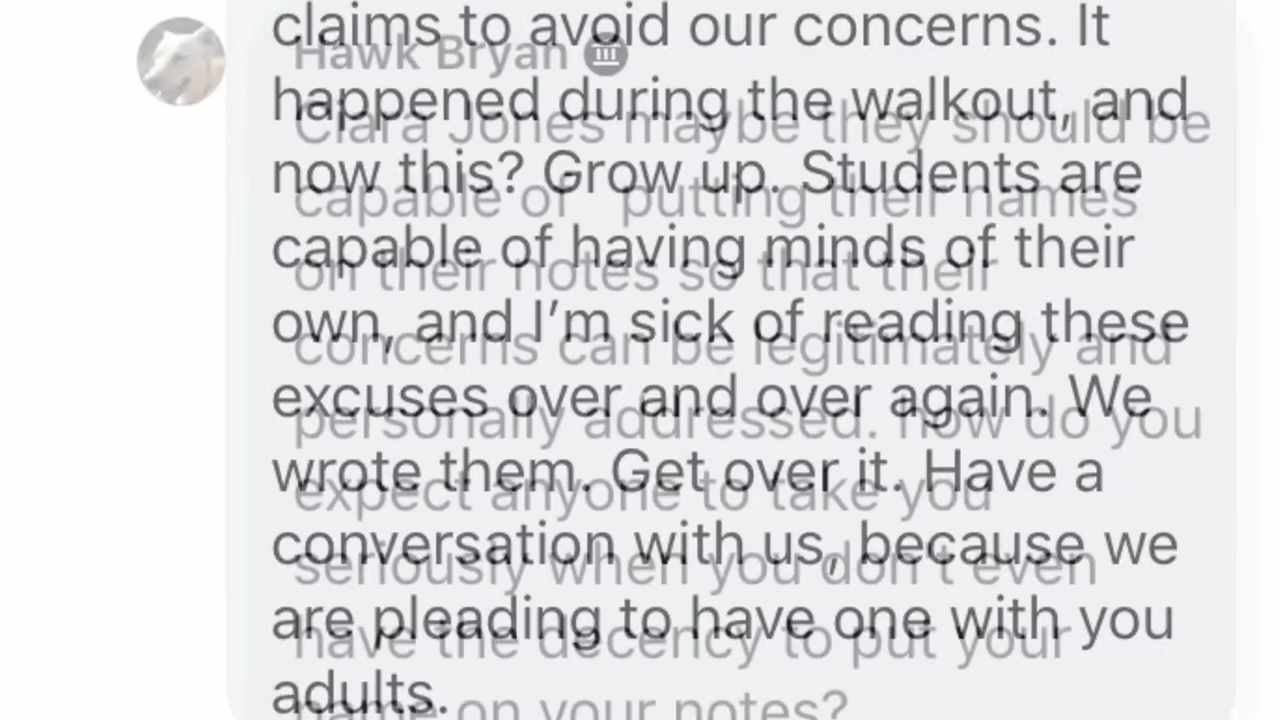 claims to avoid our concerns. It
happened during the walkout, and
now this? Grow up. Students are
capable of having minds of their
own, and I’m sick of reading these
excuses over and over again. We
wrote them. Get over it. Have a
conversation with us, because we
are pleading to have one with you
adults.
Hawk Bryan
Clara Jones maybe they should be
capable of putting their names
on their notes so that their
concerns can be legitimately and
personally addressed. how do you
expect anyone to take you
seriously when you don't even
have the decency to put your
name on your notes?